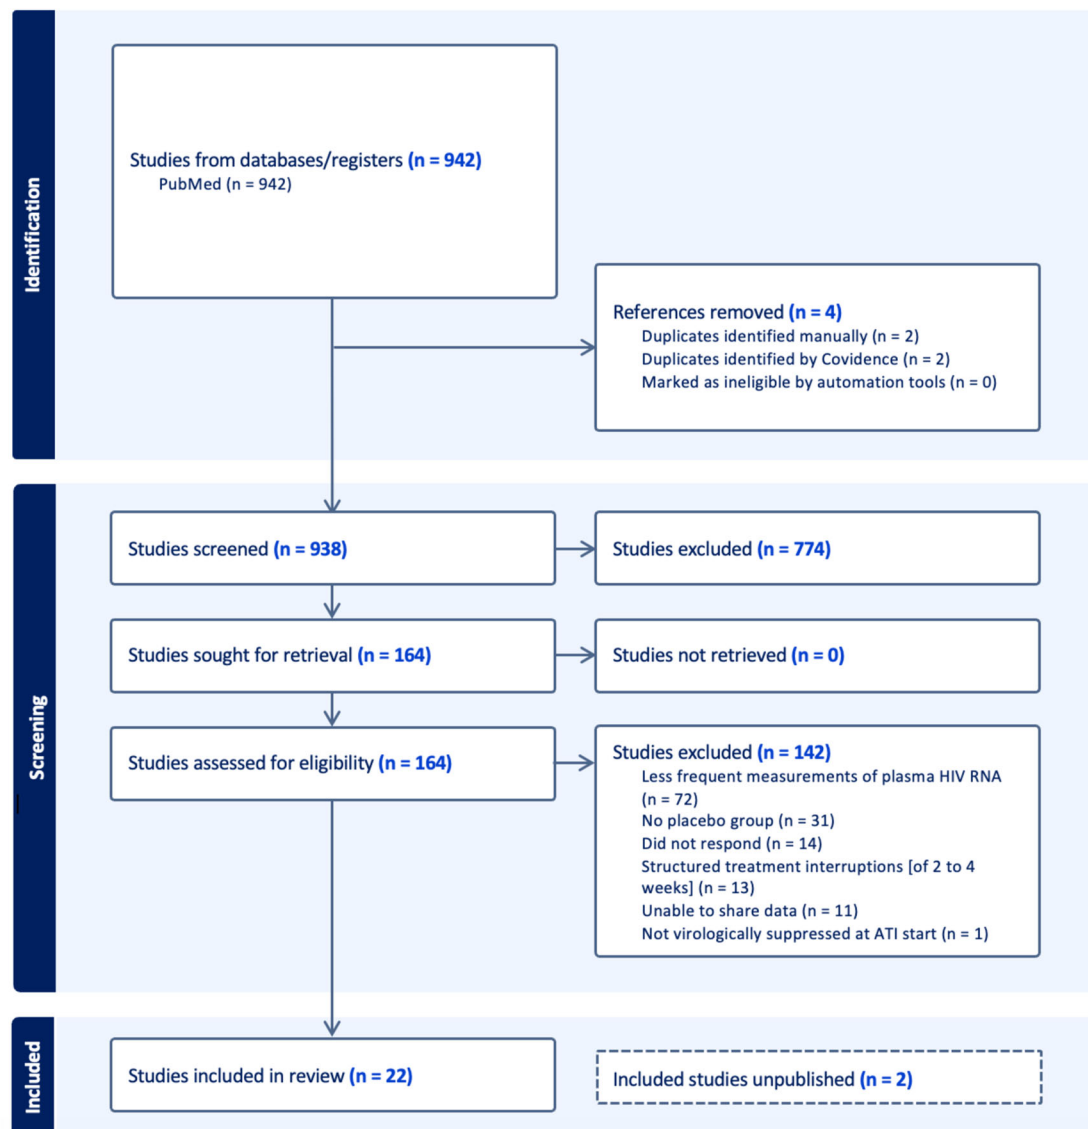 Identification
Studies from databases/registers (n = 942)
PubMed (n = 942)
References removed (n = 4)
Duplicates identified manually (n = 2)
Duplicates identified by Covidence (n = 2)
Marked as ineligible by automation tools (n = 0)
Screening
Studies screened (n = 938)
Studies excluded (n = 774)
Studies sought for retrieval (n = 164)
Studies not retrieved (n = 0)
Studies assessed for eligibility (n = 164)
Studies excluded (n = 142)
Less frequent measurements of plasma HIV RNA
(n = 72)
No placebo group (n = 31)
Did not respond (n = 14)
Structured treatment interruptions [of 2 to 4
weeks] (n = 13)
Unable to share data (n = 11)
Not virologically suppressed at ATI start (n = 1)
Included
Studies included in review (n = 22)
Included studies unpublished (n = 2)